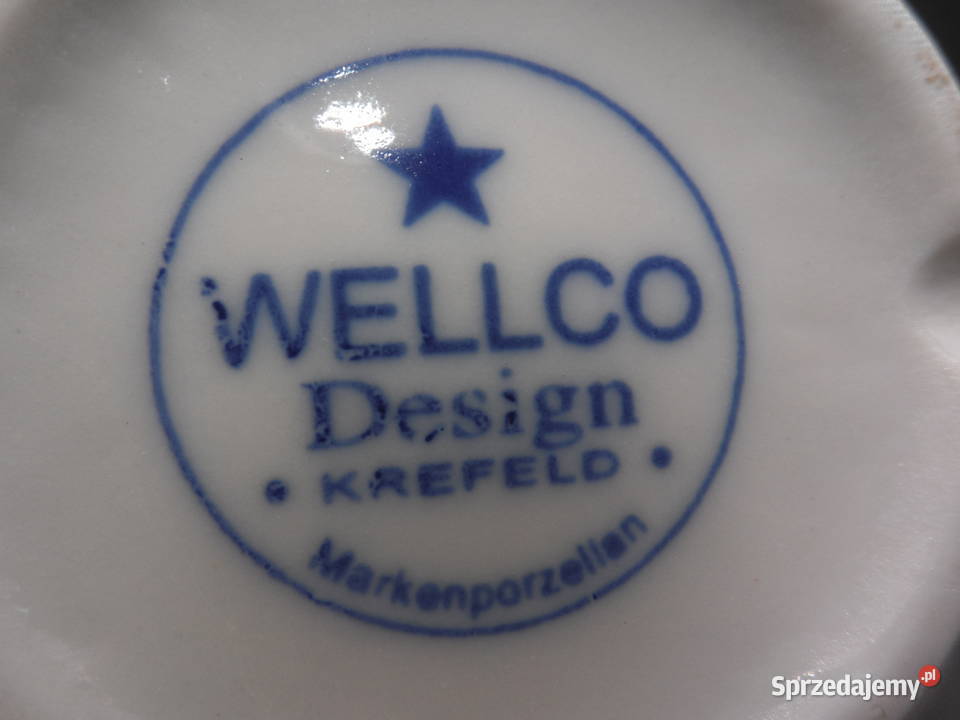 WELLCO
Design
• KREFELD •
Markenporzellan
Sprzedajemy.pl